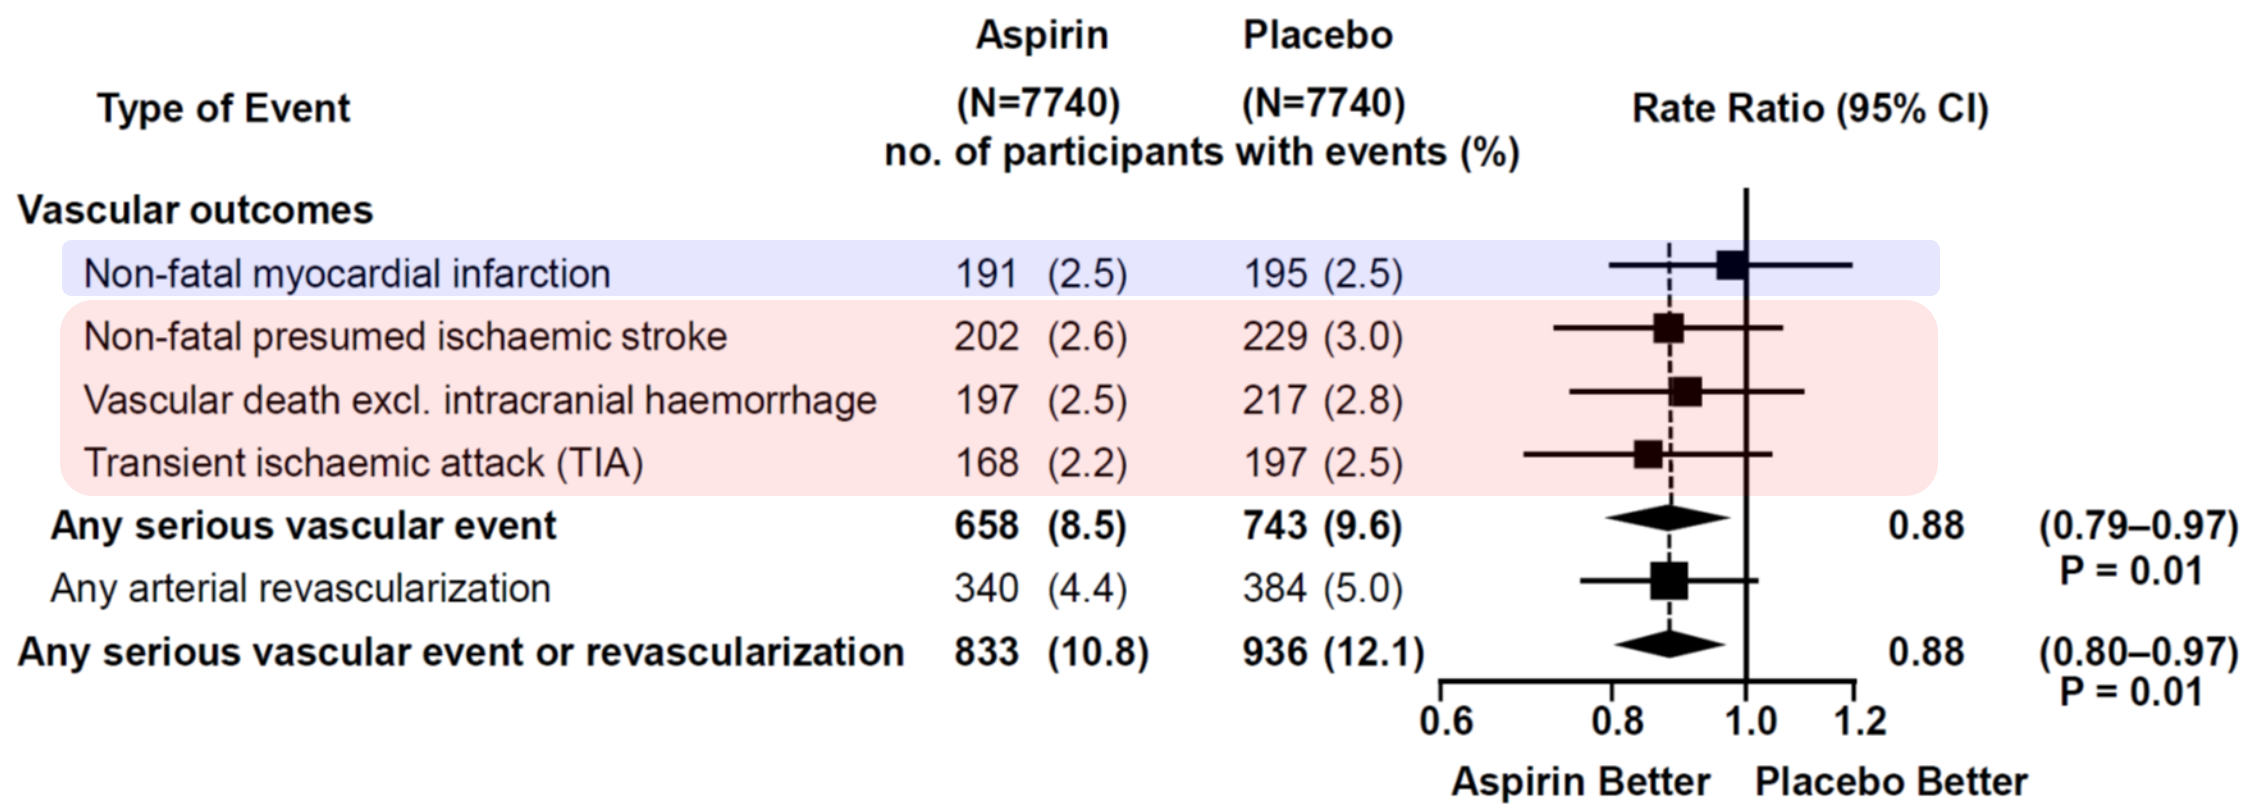 Aspirin Placebo
(N=7740) (N=7740)
Type of Event Rate Ratio (95% CI)
no. of participants with events (%)
Vascular outcomes
Non-fatal myocardial infarction 191 (2.5) 195 (2.5)
Non-fatal presumed ischaemic stroke 202 (2.6) 229 (3.0)
Vascular death excl. intracranial haemorrhage 197 (2.5) 217 (2.8)
Transient ischaemic attack (TIA) 168 (2.2) 197 (2.5)
Any serious vascular event 658 (8.5) 743 (9.6) 0.88 (0.79–0.97)
P = 0.01
Any arterial revascularization 340 (4.4) 384 (5.0)
Any serious vascular event or revascularization 833 (10.8) 936 (12.1) 0.88 (0.80–0.97)
P = 0.01
0.6 0.8 1.0 1.2
Aspirin Better Placebo Better